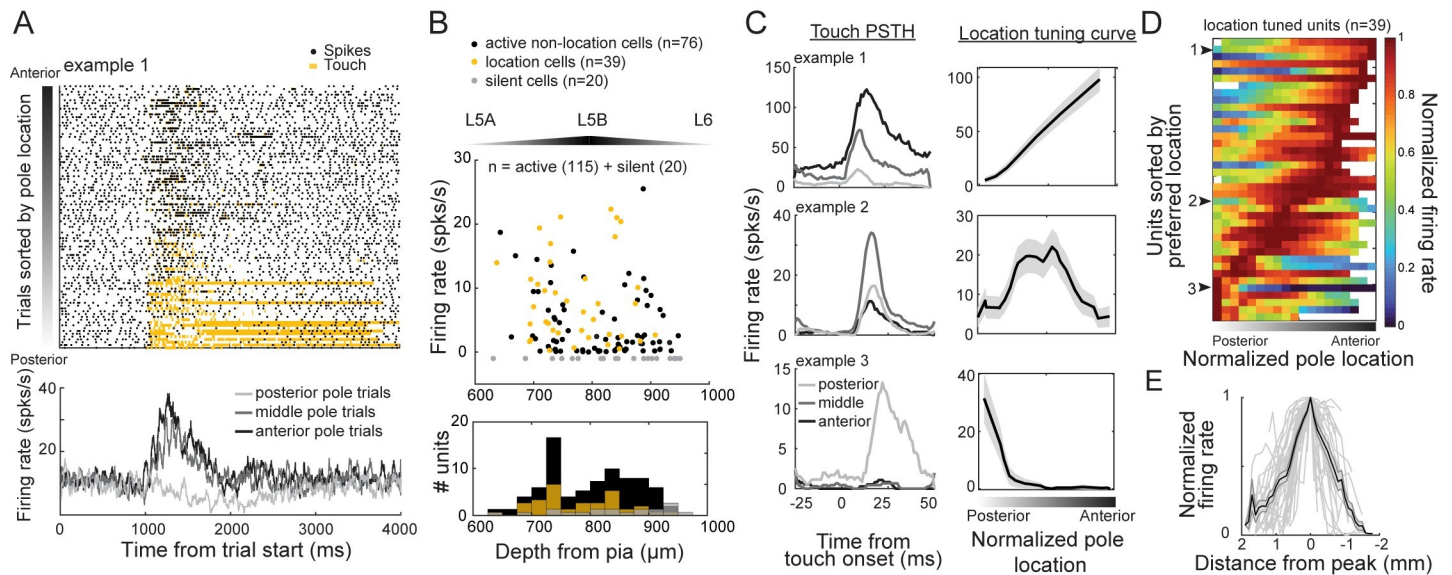 A
Anterior
example 1
Spikes
Touch
Trials sorted by pole location
Posterior
Firing rate (spks/s)
40
20
0
posterior pole trials
middle pole trials
anterior pole trials
0
1000
2000
3000
4000
Time from trial start (ms)
B
active non-location cells (n=76)
location cells (n=39)
silent cells (n=20)
L5A L5B L6
n = active (115) + silent (20)
Firing rate (spks/s)
30
20
10
0
600 700 800 900 1000
# units
20
10
0
600 700 800 900 1000
Depth from pia (µm)
C
Touch PSTH
Location tuning curve
example 1
150
100
50
0
100
50
0
example 2
40
20
0
30
20
10
0
example 3
15
10
5
0
posterior
middle
anterior
40
20
0
Firing rate (spks/s)
-25 0 25 50
Time from
touch onset (ms)
Posterior Anterior
Normalized pole
location
D
location tuned units (n=39)
1
2
3
Units sorted by
preferred location
Posterior Anterior
Normalized pole location
1
0.8
0.6
0.4
0.2
0
Normalized firing rate
E
Normalized
firing rate
1
0
2 1 0 -1 -2
Distance from peak (mm)